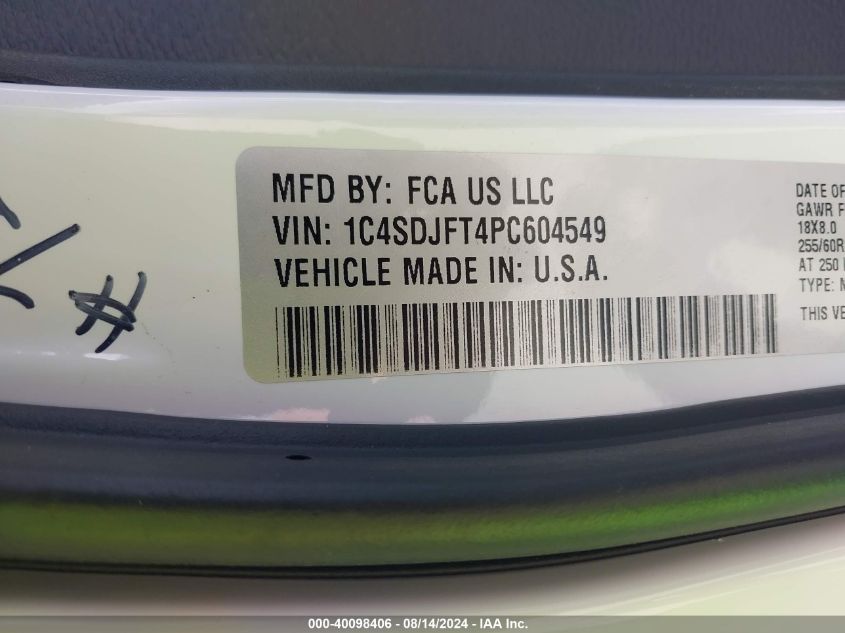 MFD BY: FCA US LLC
VIN: 1C4SDJFT4PC604549
VEHICLE MADE IN: U.S.A.
DATE OF
GAWR F
18X8.0
255/60R
AT 250
TYPE:
THIS VE
#
000-40098406 - 08/14/2024 - IAA Inc.